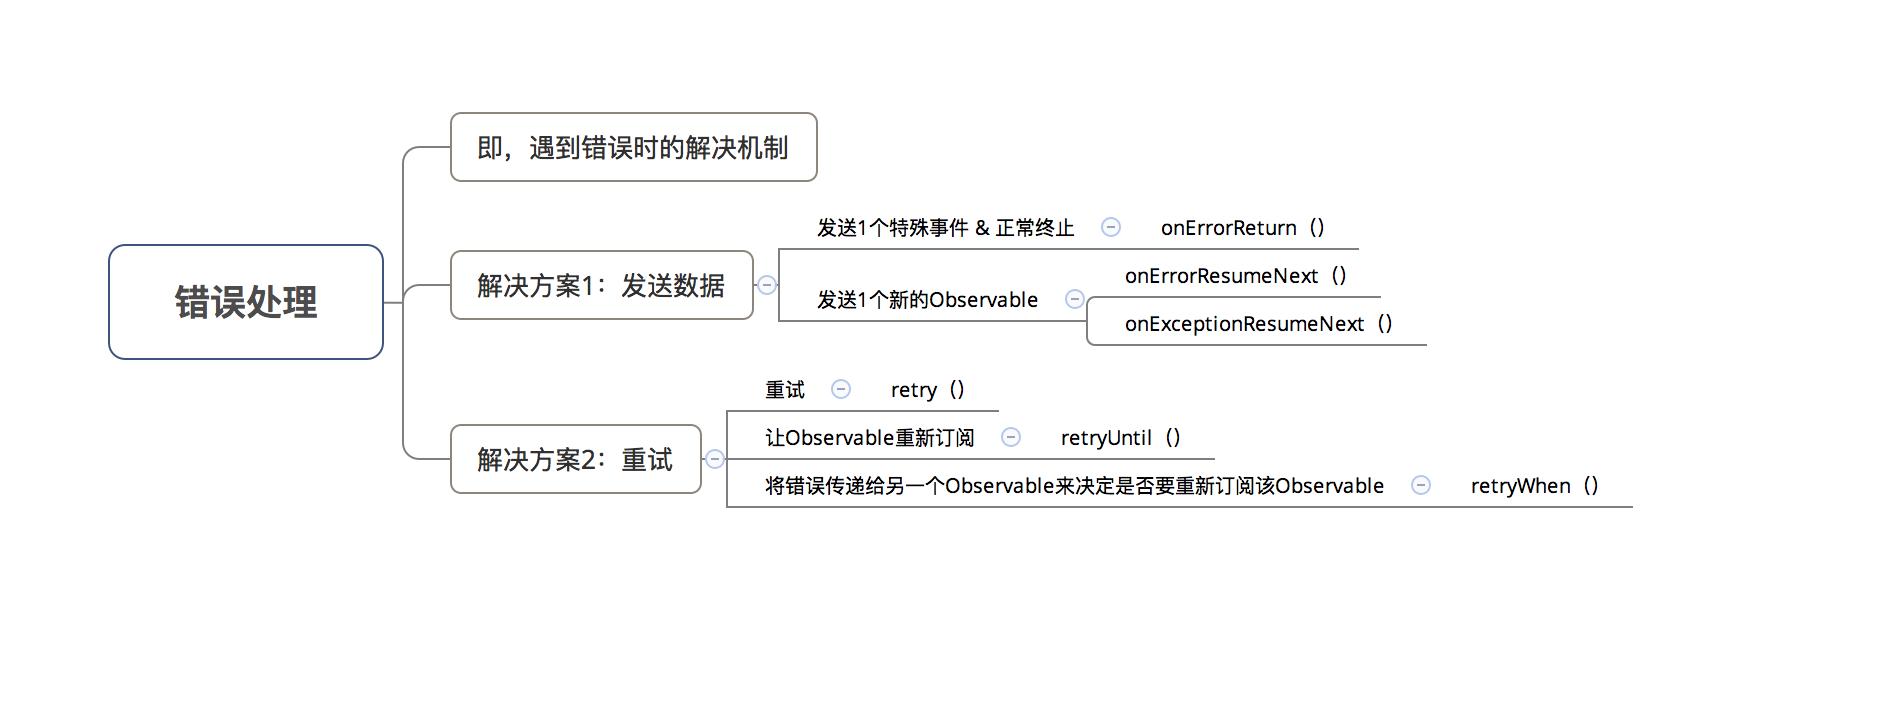 错误处理
即，遇到错误时的解决机制
解决方案1：发送数据
发送1个特殊事件 & 正常终止
onErrorReturn（）
发送1个新的Observable
onErrorResumeNext（）
onExceptionResumeNext（）
解决方案2：重试
重试
retry（）
让Observable重新订阅
retryUntil（）
将错误传递给另一个Observable来决定是否要重新订阅该Observable
retryWhen（）